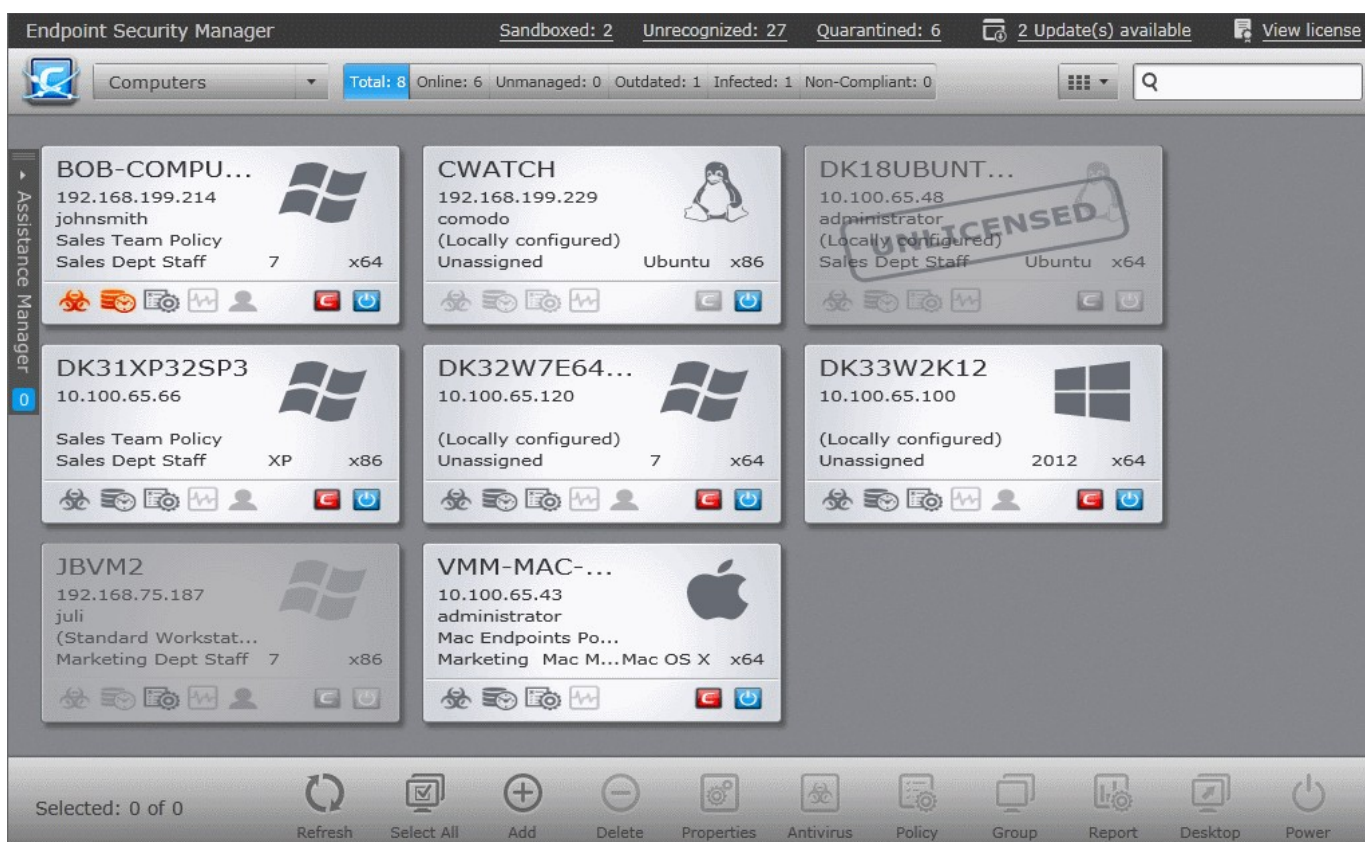 Endpoint Security Manager Sandboxed: 2 Unrecognized: 27 Quarantined: 6 2 Update(s) available View license
Computers Total: 8 Online: 6 Unmanaged: 0 Outdated: 1 Infected: 1 Non-Compliant: 0
Assistance Manager
0
BOB-COMPU...
192.168.199.214
johnsmith
Sales Team Policy
Sales Dept Staff 7 x64
CWATCH
192.168.199.229
comodo
(Locally configured)
Unassigned Ubuntu x86
DK18UBUNT...
10.100.65.48
administrator
(Locally configured)
Sales Dept Staff Ubuntu x64
UNLICENSED
DK31XP32SP3
10.100.65.66
Sales Team Policy
Sales Dept Staff XP x86
DK32W7E64...
10.100.65.120
(Locally configured)
Unassigned 7 x64
DK33W2K12
10.100.65.100
(Locally configured)
Unassigned 2012 x64
JBVM2
192.168.75.187
juli
(Standard Workstat...
Marketing Dept Staff 7 x86
VMM-MAC-...
10.100.65.43
administrator
Mac Endpoints Po...
Marketing Mac M...Mac OS X x64
Selected: 0 of 0
Refresh Select All Add Delete Properties Antivirus Policy Group Report Desktop Power